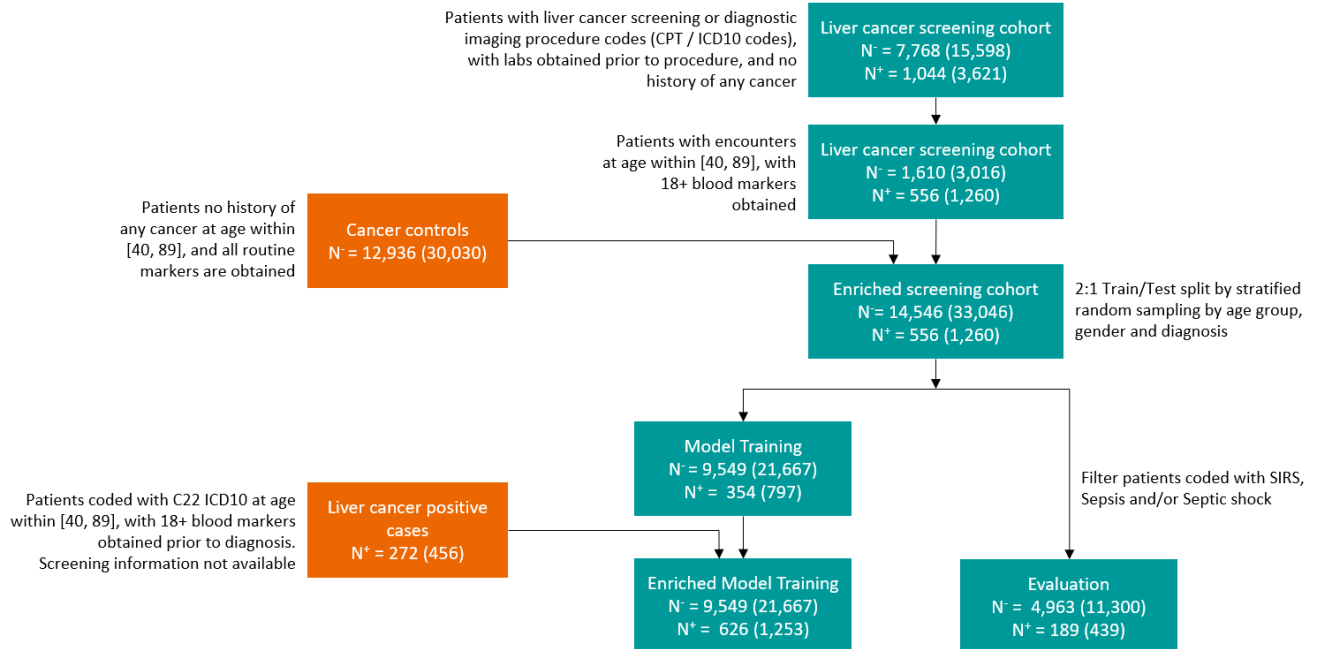 Patients with liver cancer screening or diagnostic
imaging procedure codes (CPT / ICD10 codes),
with labs obtained prior to procedure, and no
history of any cancer
Liver cancer screening cohort
N⁻ = 7,768 (15,598)
N⁺ = 1,044 (3,621)
Patients with encounters
at age within [40, 89], with
18+ blood markers
obtained
Liver cancer screening cohort
N⁻ = 1,610 (3,016)
N⁺ = 556 (1,260)
Patients no history of
any cancer at age within
[40, 89], and all routine
markers are obtained
Cancer controls
N⁻ = 12,936 (30,030)
Enriched screening cohort
N⁻= 14,546 (33,046)
N⁺ = 556 (1,260)
2:1 Train/Test split by stratified
random sampling by age group,
gender and diagnosis
Model Training
N⁻ = 9,549 (21,667)
N⁺ = 354 (797)
Filter patients coded with SIRS,
Sepsis and/or Septic shock
Patients coded with C22 ICD10 at age
within [40, 89], with 18+ blood markers
obtained prior to diagnosis.
Screening information not available
Liver cancer positive
cases
N⁺ = 272 (456)
Enriched Model Training
N⁻ = 9,549 (21,667)
N⁺ = 626 (1,253)
Evaluation
N⁻ = 4,963 (11,300)
N⁺ = 189 (439)